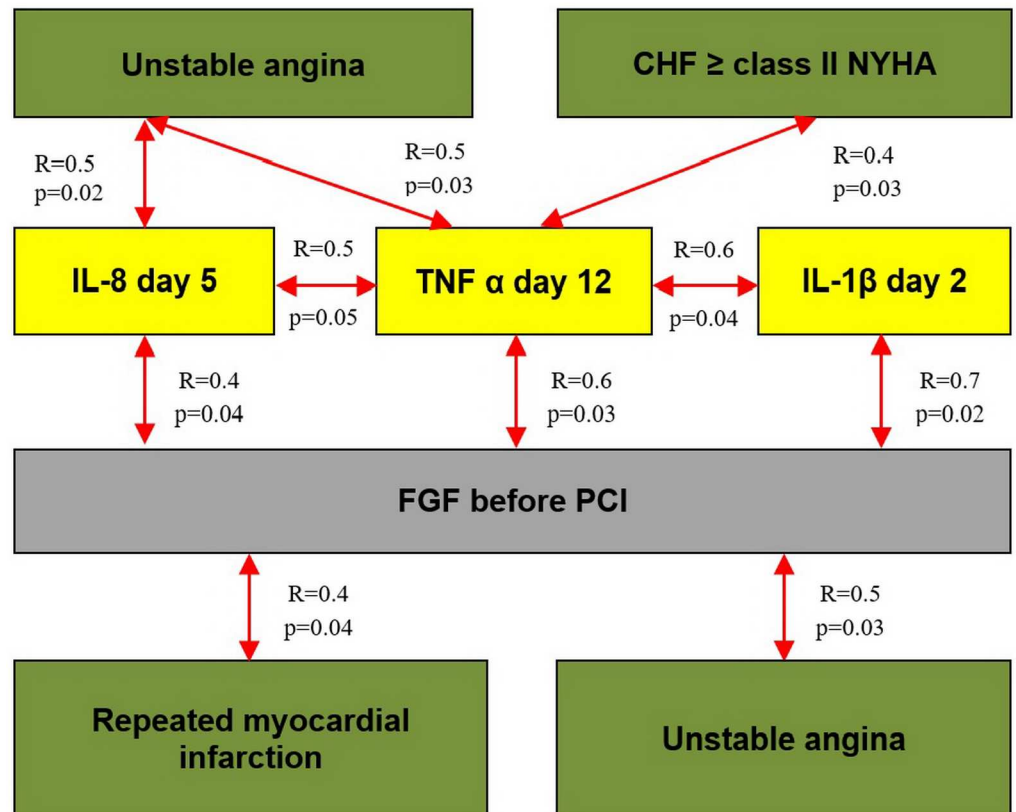 Unstable angina
CHF ≥ class II NYHA
R=0.5
p=0.02
R=0.5
p=0.03
R=0.4
p=0.03
IL-8 day 5
R=0.5
p=0.05
TNF α day 12
R=0.6
p=0.04
IL-1β day 2
R=0.4
p=0.04
R=0.6
p=0.03
R=0.7
p=0.02
FGF before PCI
R=0.4
p=0.04
R=0.5
p=0.03
Repeated myocardial
infarction
Unstable angina